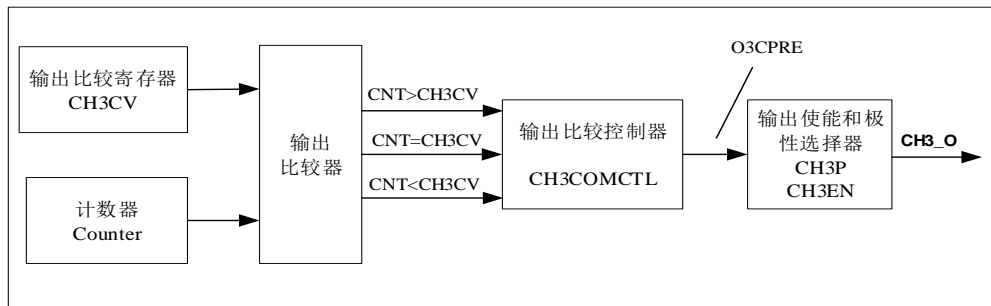 O3CPRE
输出比较寄存器
CH3CV
计数器
Counter
输出
比较器
CNT>CH3CV
CNT=CH3CV
CNT<CH3CV
输出比较控制器
CH3COMCTL
输出使能和极
性选择器
CH3P
CH3EN
CH3_O